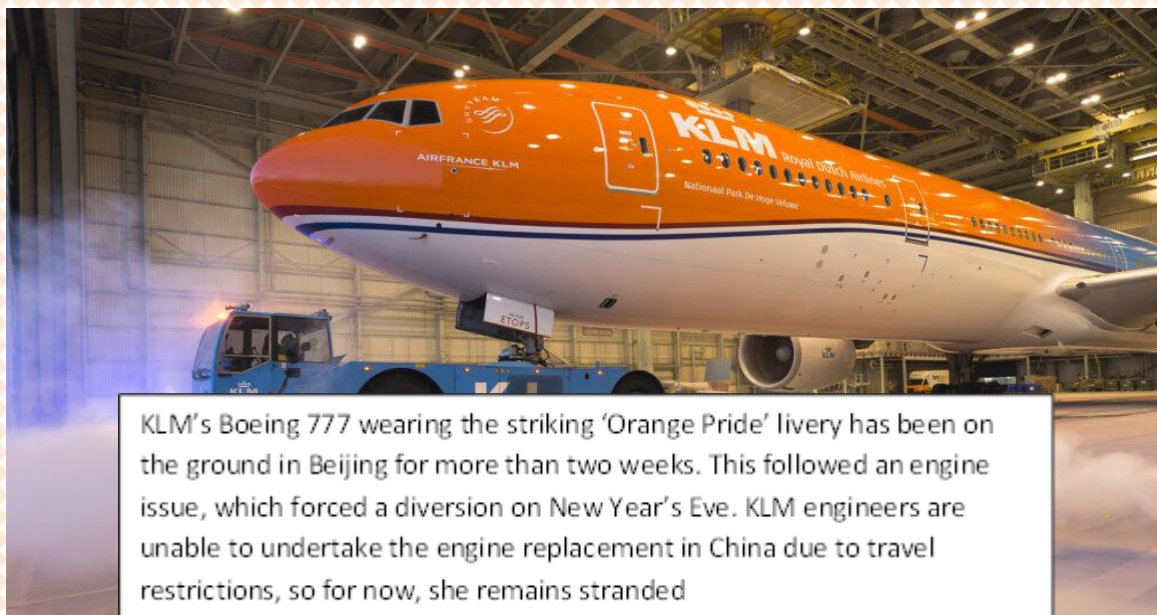 SKYTEAM
AIRFRANCE KLM
KLM Royal Dutch Airlines
Nationaal Park De Hoge Veluwe
ETOPS
KLM
KLM’s Boeing 777 wearing the striking ‘Orange Pride’ livery has been on
the ground in Beijing for more than two weeks. This followed an engine
issue, which forced a diversion on New Year’s Eve. KLM engineers are
unable to undertake the engine replacement in China due to travel
restrictions, so for now, she remains stranded